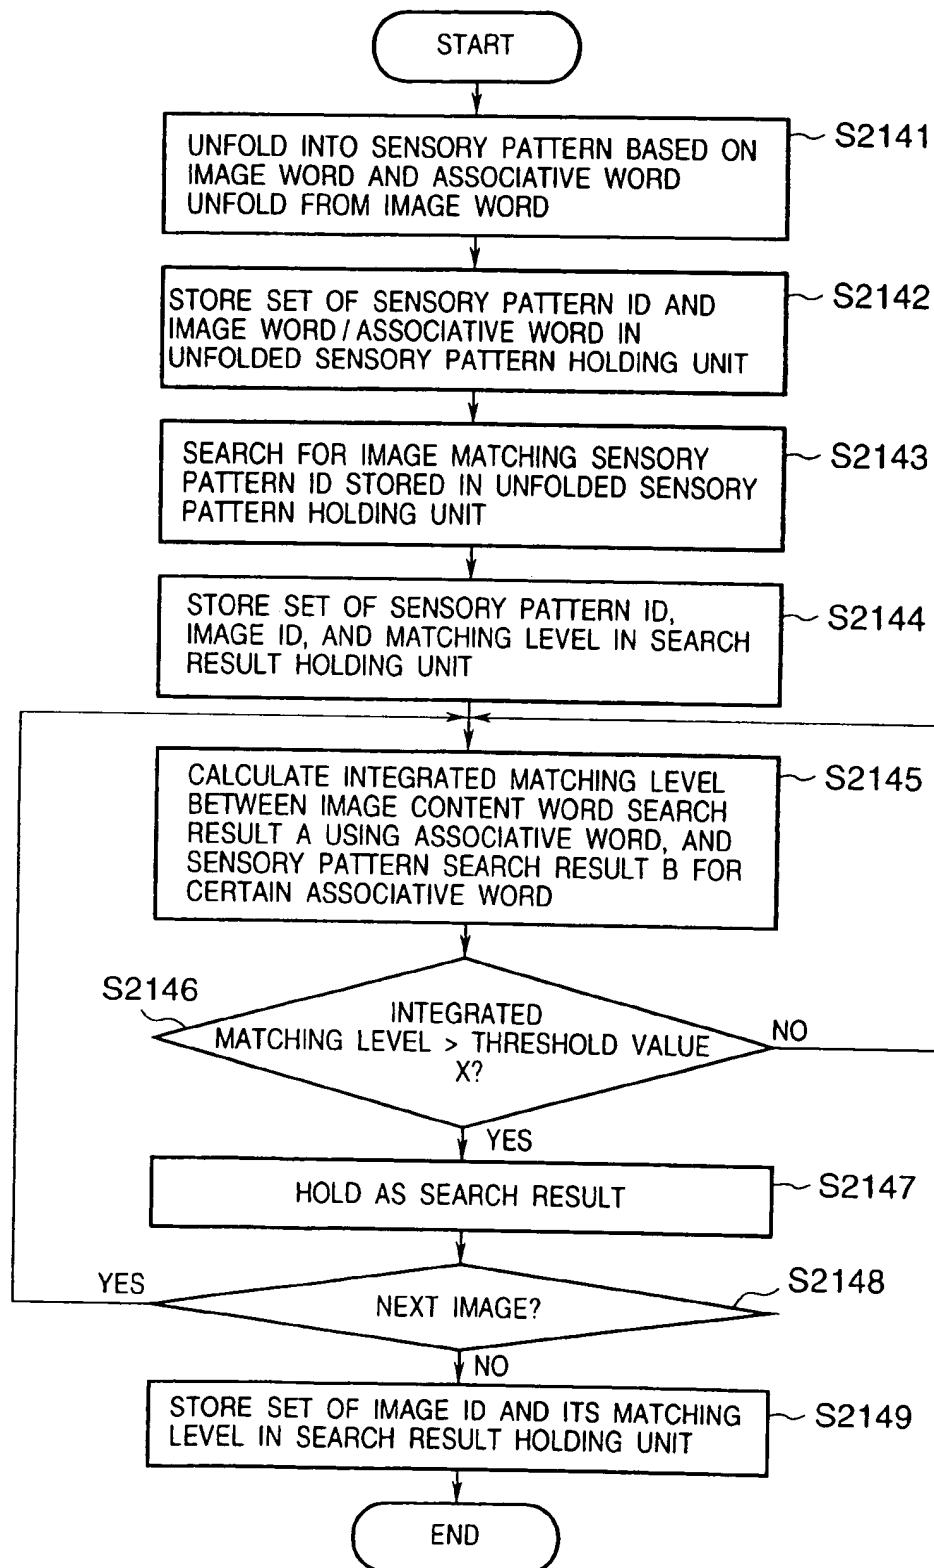 START
UNFOLD INTO SENSORY PATTERN BASED ON
IMAGE WORD AND ASSOCIATIVE WORD
UNFOLD FROM IMAGE WORD
S2141
STORE SET OF SENSORY PATTERN ID AND
IMAGE WORD/ASSOCIATIVE WORD IN
UNFOLDED SENSORY PATTERN HOLDING UNIT
S2142
SEARCH FOR IMAGE MATCHING SENSORY
PATTERN ID STORED IN UNFOLDED SENSORY
PATTERN HOLDING UNIT
S2143
STORE SET OF SENSORY PATTERN ID,
IMAGE ID, AND MATCHING LEVEL IN SEARCH
RESULT HOLDING UNIT
S2144
CALCULATE INTEGRATED MATCHING LEVEL
BETWEEN IMAGE CONTENT WORD SEARCH
RESULT A USING ASSOCIATIVE WORD, AND
SENSORY PATTERN SEARCH RESULT B FOR
CERTAIN ASSOCIATIVE WORD
S2145
S2146
INTEGRATED
MATCHING LEVEL > THRESHOLD VALUE
X?
NO
YES
HOLD AS SEARCH RESULT
S2147
YES
NEXT IMAGE?
S2148
NO
STORE SET OF IMAGE ID AND ITS MATCHING
LEVEL IN SEARCH RESULT HOLDING UNIT
S2149
END